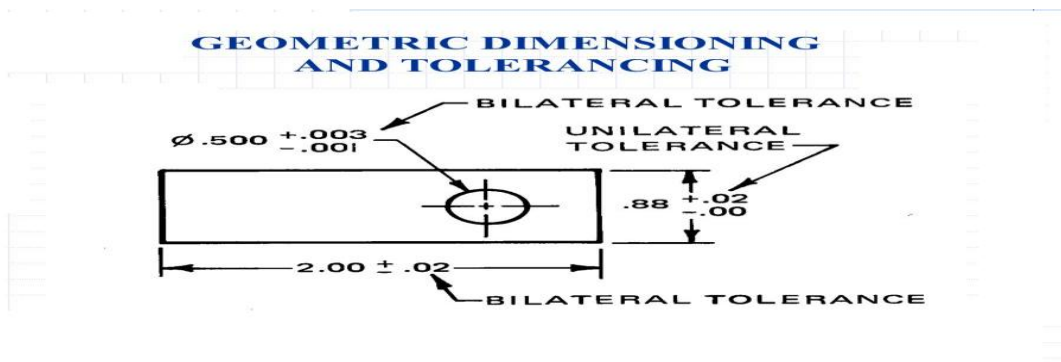 GEOMETRIC DIMENSIONING
AND TOLERANCING
BILATERAL TOLERANCE
Ø .500 +.003
-.001
UNILATERAL
TOLERANCE
.88 +.02
-.00
2.00 ± .02
BILATERAL TOLERANCE